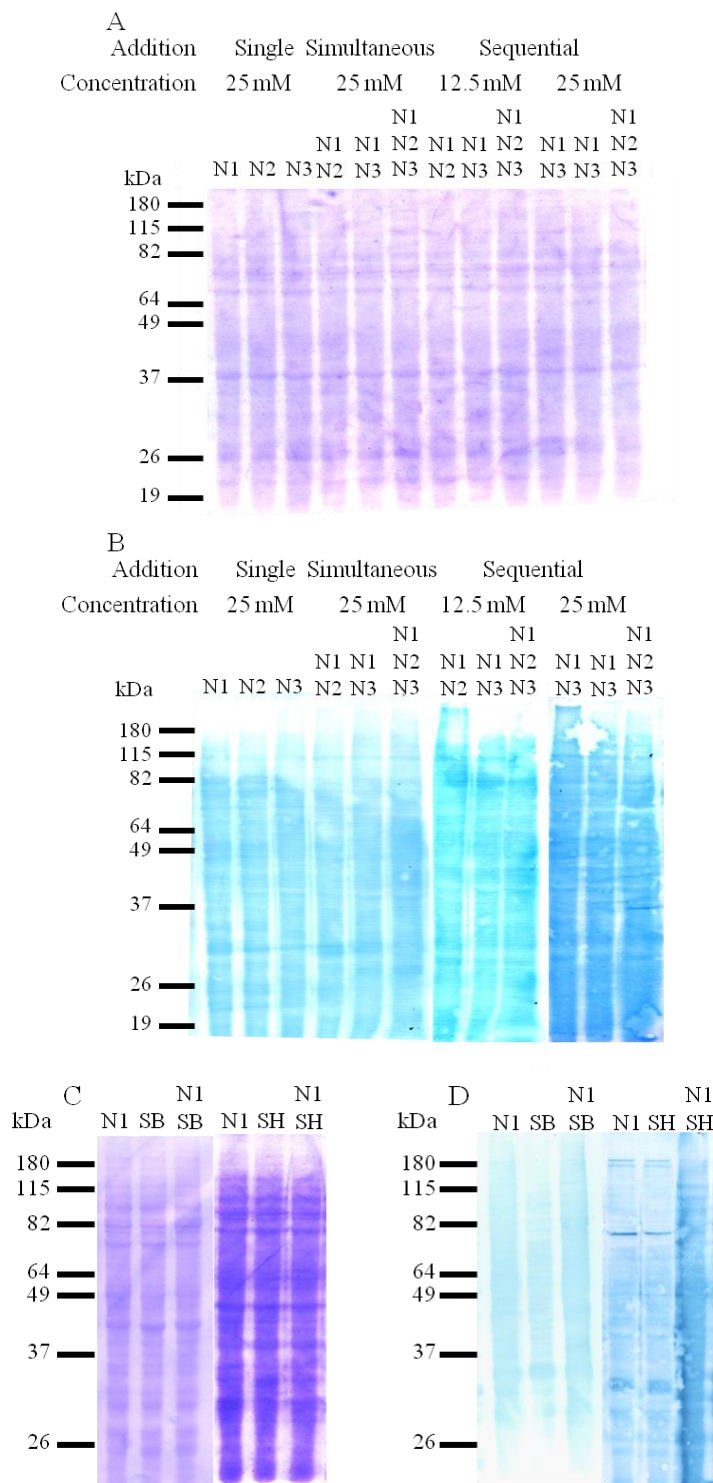 A
Addition Single Simultaneous Sequential
Concentration 25 mM 25 mM 12.5 mM 25 mM
N1 N1 N1
N1 N1 N2 N1 N1 N2 N1 N1 N2
kDa N1 N2 N3 N2 N3 N3 N2 N3 N3 N3 N3 N3
180
115
82
64
49
37
26
19
B
Addition Single Simultaneous Sequential
Concentration 25 mM 25 mM 12.5 mM 25 mM
N1 N1 N1
N1 N1 N2 N1 N1 N2 N1 N1 N2
kDa N1 N2 N3 N2 N3 N3 N2 N3 N3 N3 N3 N3
180
115
82
64
49
37
26
19
C N1 N1
kDa N1 SB SB N1 SH SH
180
115
82
64
49
37
26
D N1 N1
kDa N1 SB SB N1 SH SH
180
115
82
64
49
37
26